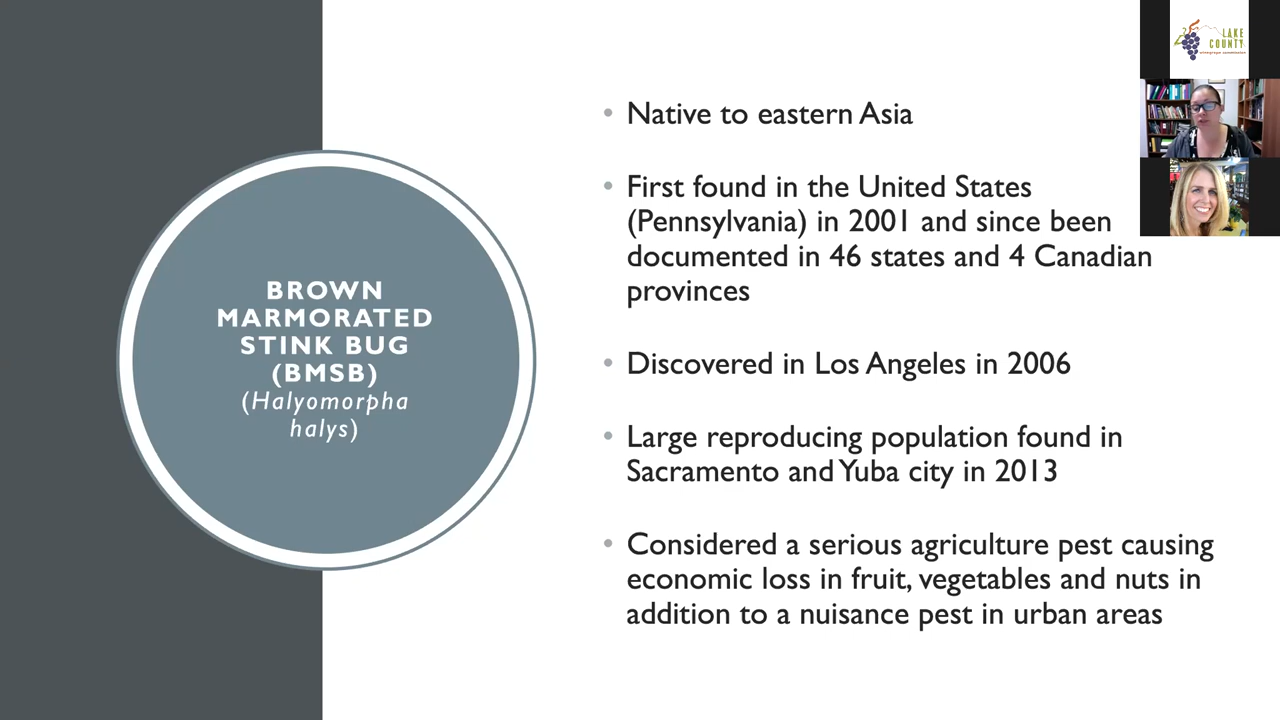 BROWN
MARMORATED
STINK BUG
(BMSB)
(Halyomorpha
halys)
• Native to eastern Asia
• First found in the United States
(Pennsylvania) in 2001 and since been
documented in 46 states and 4 Canadian
provinces
• Discovered in Los Angeles in 2006
• Large reproducing population found in
Sacramento and Yuba city in 2013
• Considered a serious agriculture pest causing
economic loss in fruit, vegetables and nuts in
addition to a nuisance pest in urban areas
LAKE
COUNTY